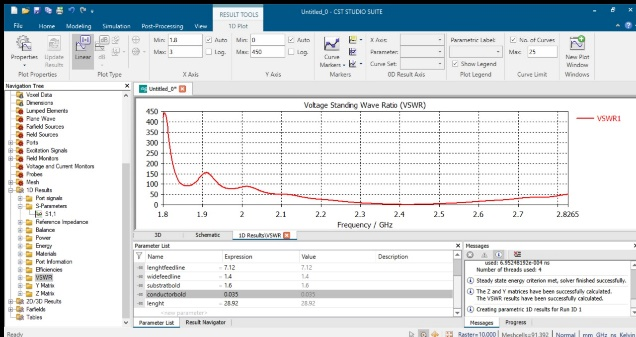 RESULT TOOLS
Untitled_0 - CST STUDIO SUITE
File Home Modeling Simulation Post-Processing View 1D Plot
Properties
Update Results
Linear
dB
Min: 1.8 Auto
Max: 3 Log.
Min: 0 Auto
Max: 450 Log.
Curve Markers
X Axis:
Parameter:
Curve Set:
Parametric Label:
Show Legend
No. of Curves
Max: 25
New Plot Window
Plot Properties Plot Type X Axis Y Axis Markers 0D Result Axis Plot Legend Curve Limit Windows
Navigation Tree
Voxel Data
Dimensions
Lumped Elements
Plane Wave
Farfield Sources
Field Sources
Ports
Excitation Signals
Field Monitors
Voltage and Current Monitors
Probes
Mesh
1D Results
Port signals
S-Parameters
S1,1
Reference Impedance
Balance
Power
Energy
Materials
Port Information
Efficiencies
VSWR
Y Matrix
Z Matrix
2D/3D Results
Farfields
Tables
Untitled_0*
Voltage Standing Wave Ratio (VSWR)
450
400
350
300
250
200
150
100
50
0
1.8 1.9 2 2.1 2.2 2.3 2.4 2.5 2.6 2.7 2.8265
Frequency / GHz
VSWR1
3D Schematic 1D Results\VSWR
Parameter List
Name Expression Value Description
lenghtfeedline = 7.12 7.12
widefeedline = 1.4 1.4
substratbold = 1.6 1.6
conductorbold = 0.035 0.035
lenght = 28.92 28.92
<new parameter>
Parameter List Result Navigator
Messages
used: 6.95248192e-004 ns
Number of threads used: 4
Steady state energy criterion met, solver finished successfully.
The Z and Y matrices have been successfully calculated.
The VSWR results have been successfully calculated.
Creating parametric 1D results for Run ID 1
Messages Progress
Ready
Raster=10.000 Meshcells=91,392 Normal mm GHz ns Kelvin